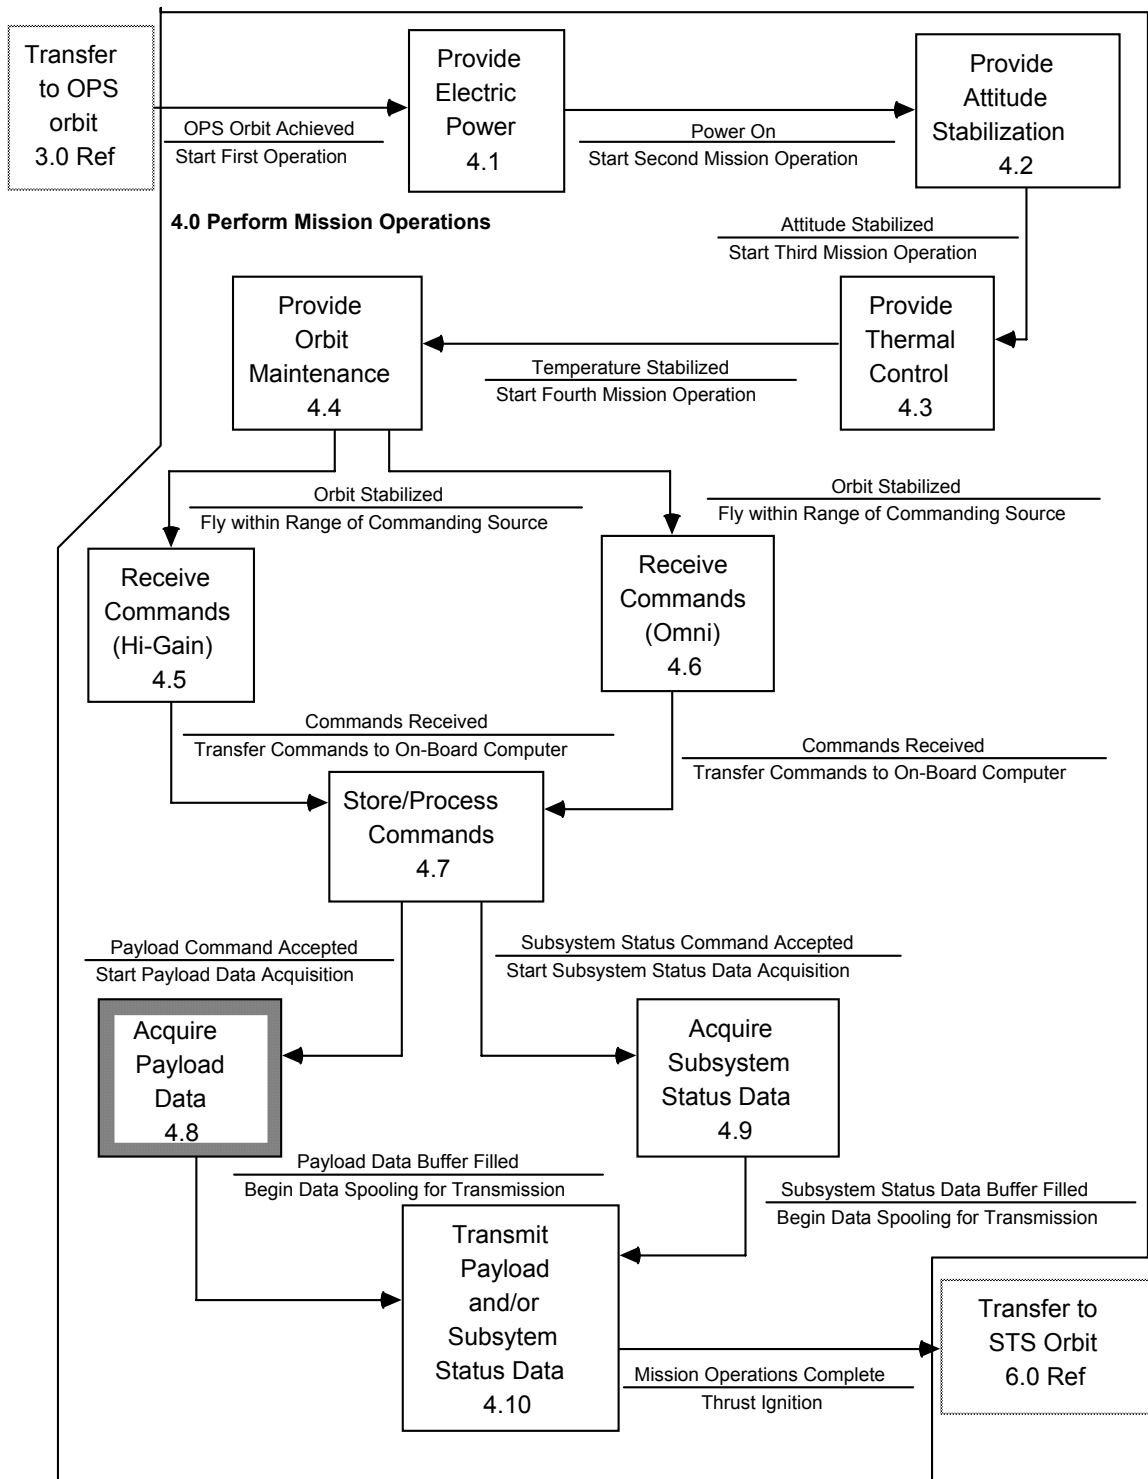 Transfer
to OPS
orbit
3.0 Ref
OPS Orbit Achieved
Start First Operation
Provide
Electric
Power
4.1
Power On
Start Second Mission Operation
Provide
Attitude
Stabilization
4.2
4.0 Perform Mission Operations
Attitude Stabilized
Start Third Mission Operation
Provide
Thermal
Control
4.3
Temperature Stabilized
Start Fourth Mission Operation
Provide
Orbit
Maintenance
4.4
Orbit Stabilized
Fly within Range of Commanding Source
Orbit Stabilized
Fly within Range of Commanding Source
Receive
Commands
(Hi-Gain)
4.5
Receive
Commands
(Omni)
4.6
Commands Received
Transfer Commands to On-Board Computer
Commands Received
Transfer Commands to On-Board Computer
Store/Process
Commands
4.7
Payload Command Accepted
Start Payload Data Acquisition
Subsystem Status Command Accepted
Start Subsystem Status Data Acquisition
Acquire
Payload
Data
4.8
Acquire
Subsystem
Status Data
4.9
Payload Data Buffer Filled
Begin Data Spooling for Transmission
Subsystem Status Data Buffer Filled
Begin Data Spooling for Transmission
Transmit
Payload
and/or
Subsytem
Status Data
4.10
Mission Operations Complete
Thrust Ignition
Transfer to
STS Orbit
6.0 Ref